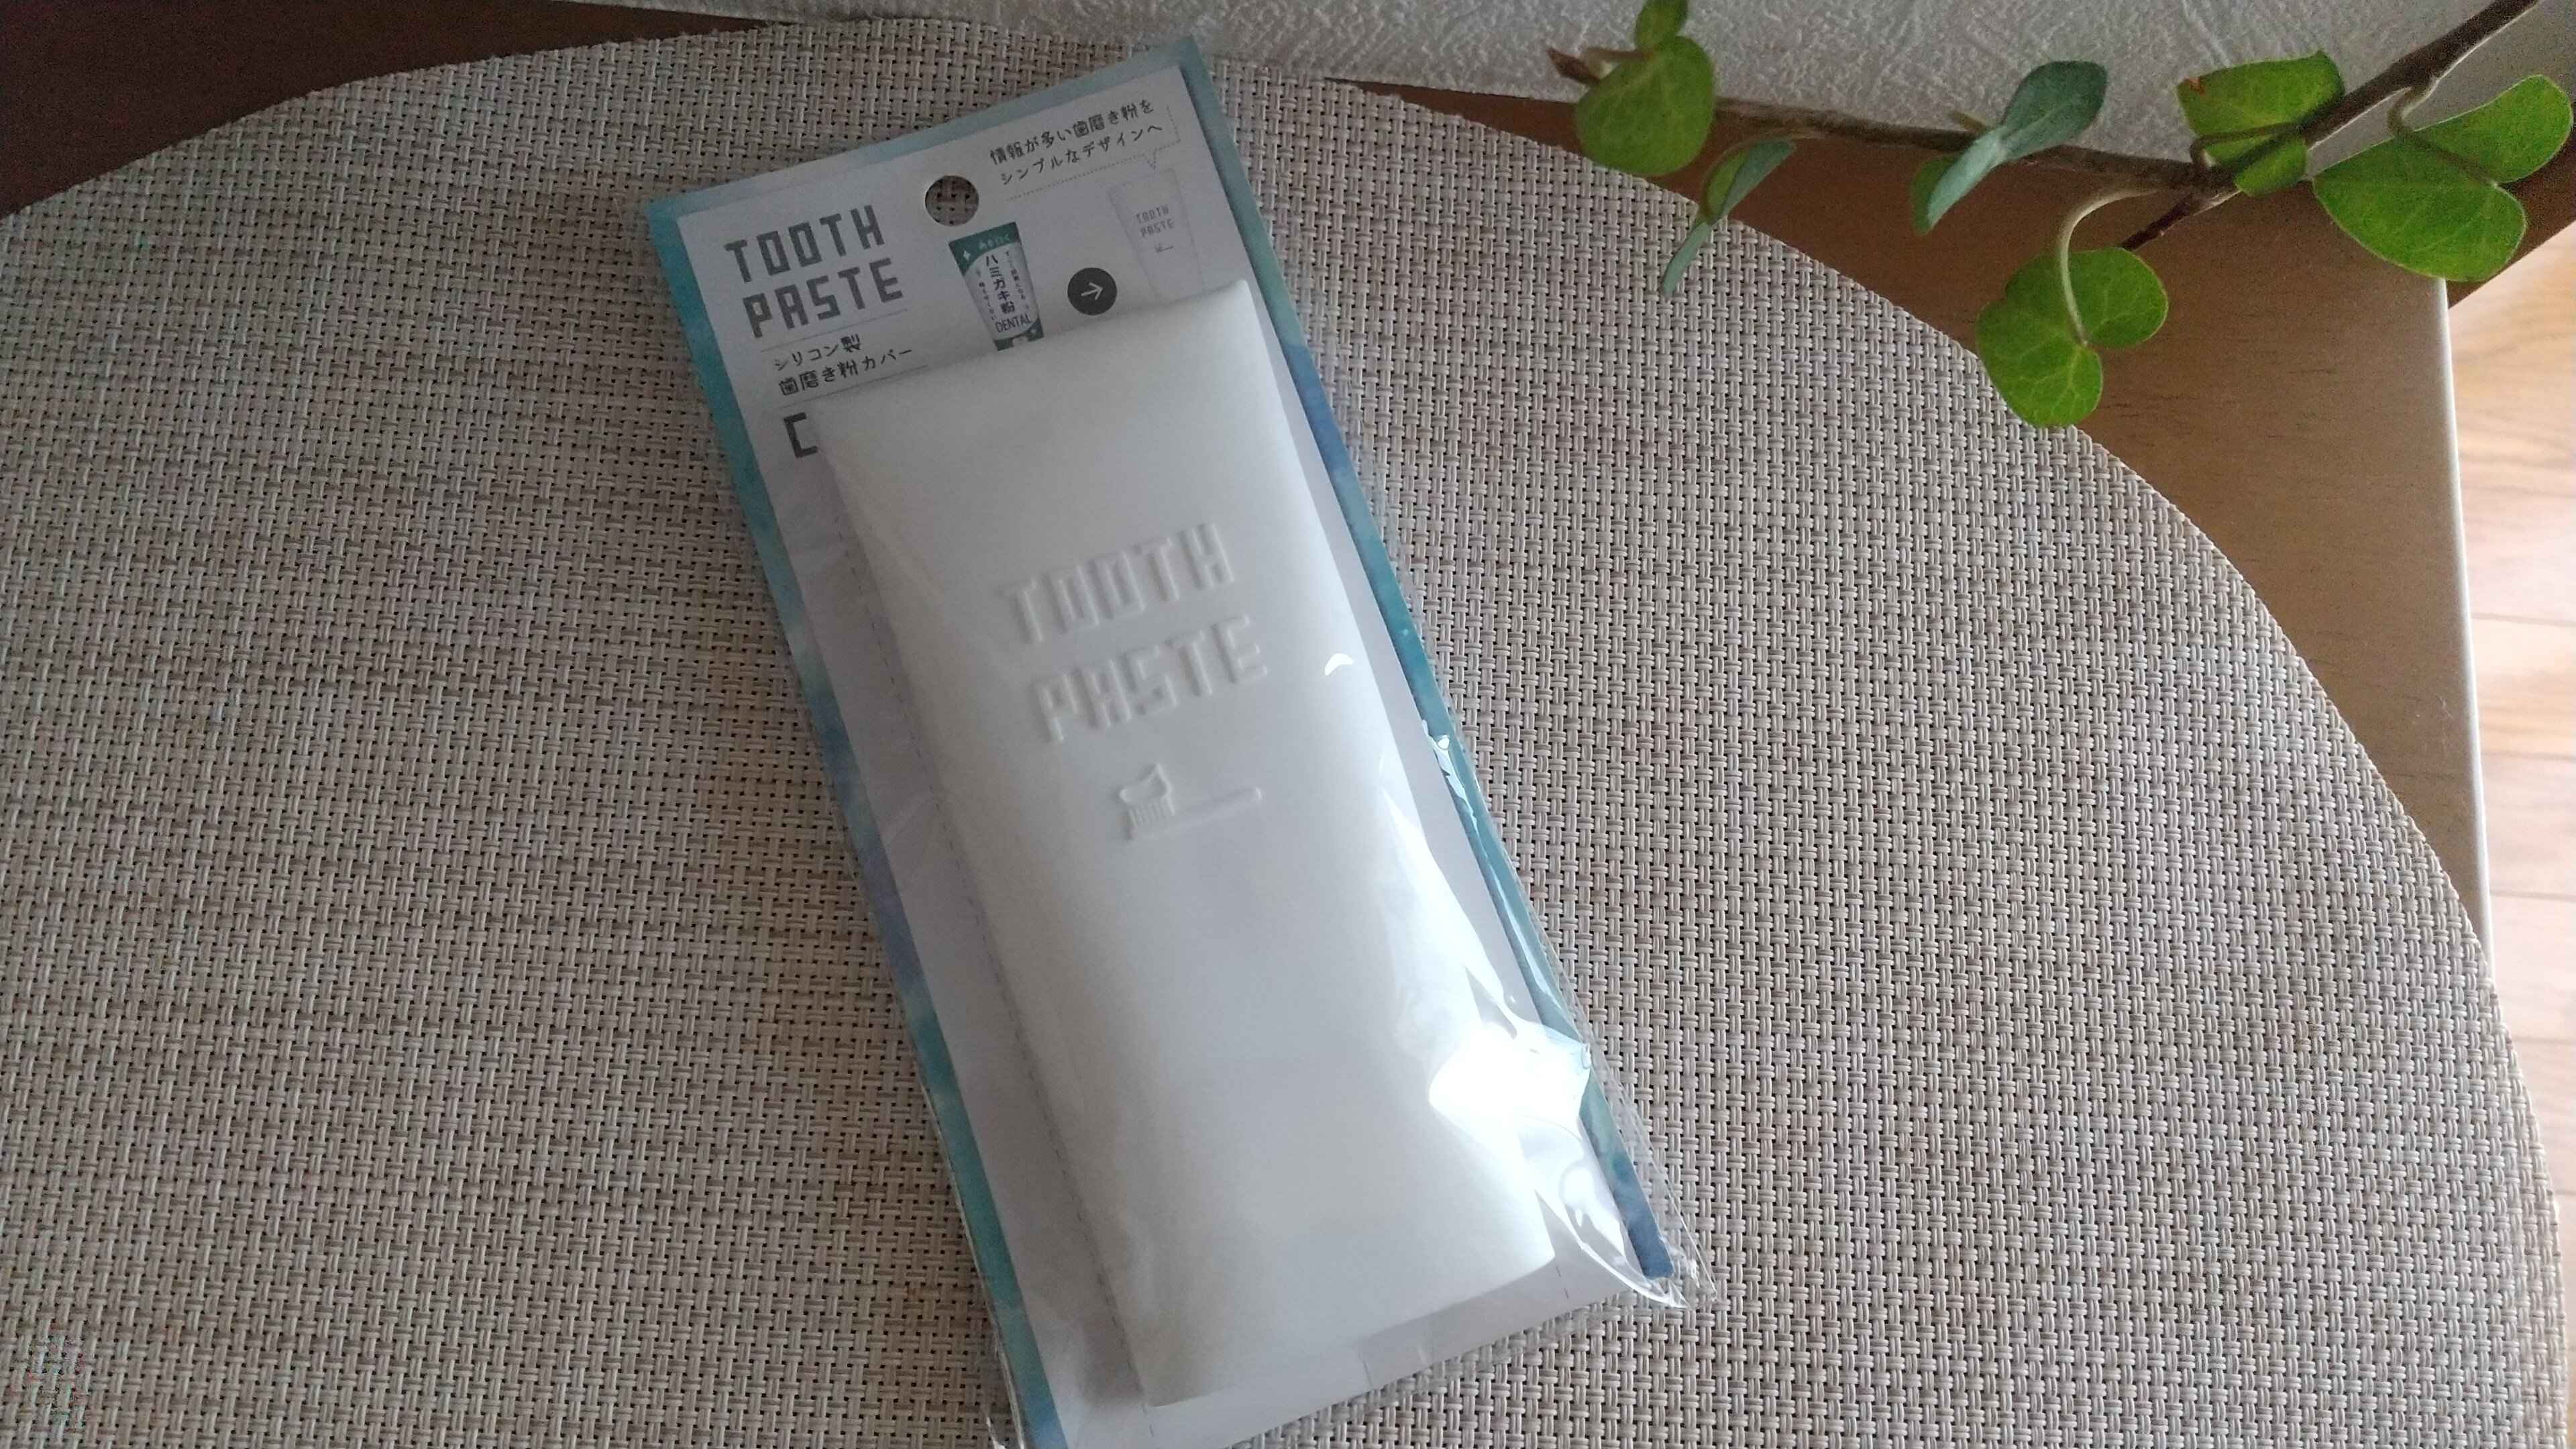 情報が多い歯磨き粉を
シンプルなデザインへ
TOOTH
PASTE
シリコン製
歯磨き粉カバー
C
ハミガキ粉
DENTAL
TOOTH
PASTE
TOOTH
PASTE